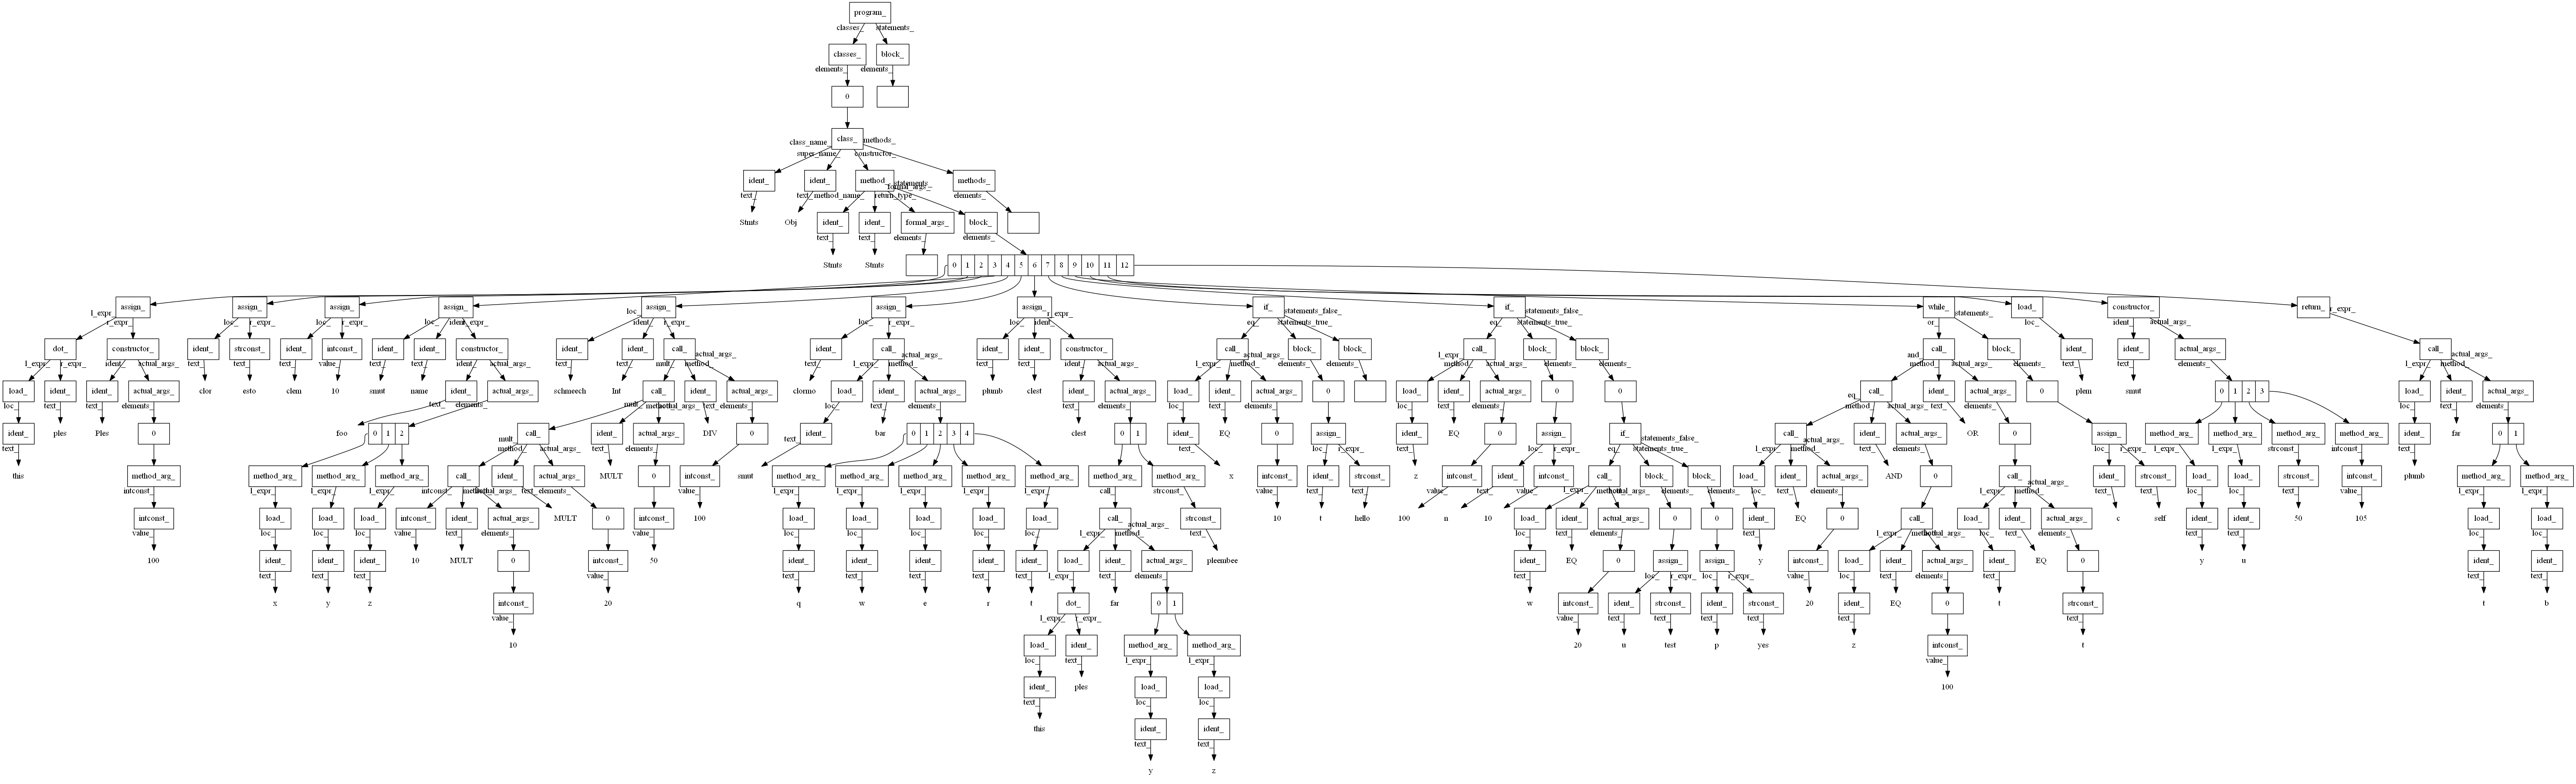 program_
classes_ statements_
classes_ block_
elements_ elements_
0
class_
class_name_ super_name_ constructor_ methods_
ident_ ident_ method_ methods_
text_ text_ method_name_ return_type_ formal_args_ statements_ elements_
Stmts Obj ident_ ident_ formal_args_ block_
text_ text_ elements_ elements_
Stmts Stmts 0 1 2 3 4 5 6 7 8 9 10 11 12
assign_ assign_ assign_ assign_ assign_ assign_ assign_ if_ if_ while_ load_ constructor_ return_
l_expr_ r_expr_ loc_ r_expr_ loc_ r_expr_ loc_ ident_ r_expr_ loc_ ident_ r_expr_ loc_ r_expr_ loc_ ident_ r_expr_ eq_ statements_true_ statements_false_ eq_ statements_true_ statements_false_ or_ statements_ loc_ ident_ actual_args_ r_expr_
dot_ constructor_ ident_ strconst_ ident_ intconst_ ident_ ident_ constructor_ ident_ ident_ call_ ident_ call_ ident_ ident_ constructor_ call_ block_ block_ call_ block_ block_ call_ block_ ident_ ident_ actual_args_ call_
l_expr_ r_expr_ ident_ actual_args_ text_ text_ text_ value_ text_ text_ ident_ actual_args_ text_ text_ mult_ method_ actual_args_ text_ l_expr_ method_ actual_args_ text_ text_ ident_ actual_args_ l_expr_ method_ actual_args_ elements_ elements_ l_expr_ method_ actual_args_ elements_ elements_ and_ method_ actual_args_ elements_ text_ text_ elements_ l_expr_ method_ actual_args_
load_ ident_ ident_ actual_args_ clor esto clem 10 smut name ident_ actual_args_ schmeech Int call_ ident_ actual_args_ clormo load_ ident_ actual_args_ plumb clest ident_ actual_args_ load_ ident_ actual_args_ 0 load_ ident_ actual_args_ 0 0 call_ ident_ actual_args_ 0 plem smut 0 1 2 3 load_ ident_ actual_args_
loc_ text_ text_ elements_ text_ elements_ mult_ method_ actual_args_ text_ elements_ loc_ text_ elements_ text_ elements_ loc_ text_ elements_ loc_ text_ elements_ eq_ method_ actual_args_ text_ elements_ loc_ text_ elements_
ident_ ples Ples 0 foo 0 1 2 call_ ident_ actual_args_ DIV 0 ident_ bar 0 1 2 3 4 clest 0 1 ident_ EQ 0 assign_ ident_ EQ 0 assign_ if_ call_ ident_ actual_args_ OR 0 assign_ method_arg_ method_arg_ method_arg_ method_arg_ ident_ far 0 1
text_ mult_ method_ actual_args_ text_ elements_ text_ text_ loc_ r_expr_ text_ loc_ r_expr_ eq_ statements_true_ statements_false_ l_expr_ method_ actual_args_ text_ elements_ loc_ r_expr_ l_expr_ l_expr_ strconst_ intconst_ text_
this method_arg_ method_arg_ method_arg_ method_arg_ call_ ident_ actual_args_ MULT 0 intconst_ smut method_arg_ method_arg_ method_arg_ method_arg_ method_arg_ method_arg_ method_arg_ x intconst_ ident_ strconst_ z intconst_ ident_ intconst_ call_ block_ block_ load_ ident_ actual_args_ AND 0 call_ ident_ strconst_ load_ load_ strconst_ intconst_ plumb method_arg_ method_arg_
intconst_ l_expr_ l_expr_ l_expr_ intconst_ method_ actual_args_ text_ elements_ value_ l_expr_ l_expr_ l_expr_ l_expr_ l_expr_ call_ strconst_ value_ text_ text_ value_ text_ value_ l_expr_ method_ actual_args_ elements_ elements_ loc_ text_ elements_ l_expr_ method_ actual_args_ text_ text_ loc_ loc_ text_ value_ l_expr_ l_expr_
intconst_ load_ load_ load_ intconst_ ident_ actual_args_ MULT 0 intconst_ 100 load_ load_ load_ load_ load_ call_ strconst_ 10 t hello 100 n 10 load_ ident_ actual_args_ 0 0 ident_ EQ 0 call_ load_ ident_ actual_args_ c self ident_ ident_ 50 105 load_ load_
value_ loc_ loc_ loc_ value_ text_ elements_ value_ loc_ loc_ loc_ loc_ loc_ l_expr_ method_ actual_args_ text_ loc_ text_ elements_ text_ l_expr_ method_ actual_args_ loc_ text_ elements_ text_ text_ loc_ loc_
100 ident_ ident_ ident_ 10 MULT 0 intconst_ 50 ident_ ident_ ident_ ident_ ident_ load_ ident_ actual_args_ pleembee ident_ EQ 0 assign_ assign_ y intconst_ load_ ident_ actual_args_ ident_ EQ 0 y u ident_ ident_
text_ text_ text_ value_ text_ text_ text_ text_ text_ l_expr_ text_ elements_ text_ loc_ r_expr_ loc_ r_expr_ value_ loc_ text_ elements_ text_ text_ text_
x y z intconst_ 20 q w e r t dot_ far 0 1 w intconst_ ident_ strconst_ ident_ strconst_ 20 ident_ EQ 0 t strconst_ t b
value_ l_expr_ r_expr_ value_ text_ text_ text_ text_ text_ text_
10 load_ ident_ method_arg_ method_arg_ 20 u test p yes z intconst_ t
loc_ text_ l_expr_ l_expr_ value_
ident_ ples load_ load_ 100
text_ loc_ loc_
this ident_ ident_
text_ text_
y z